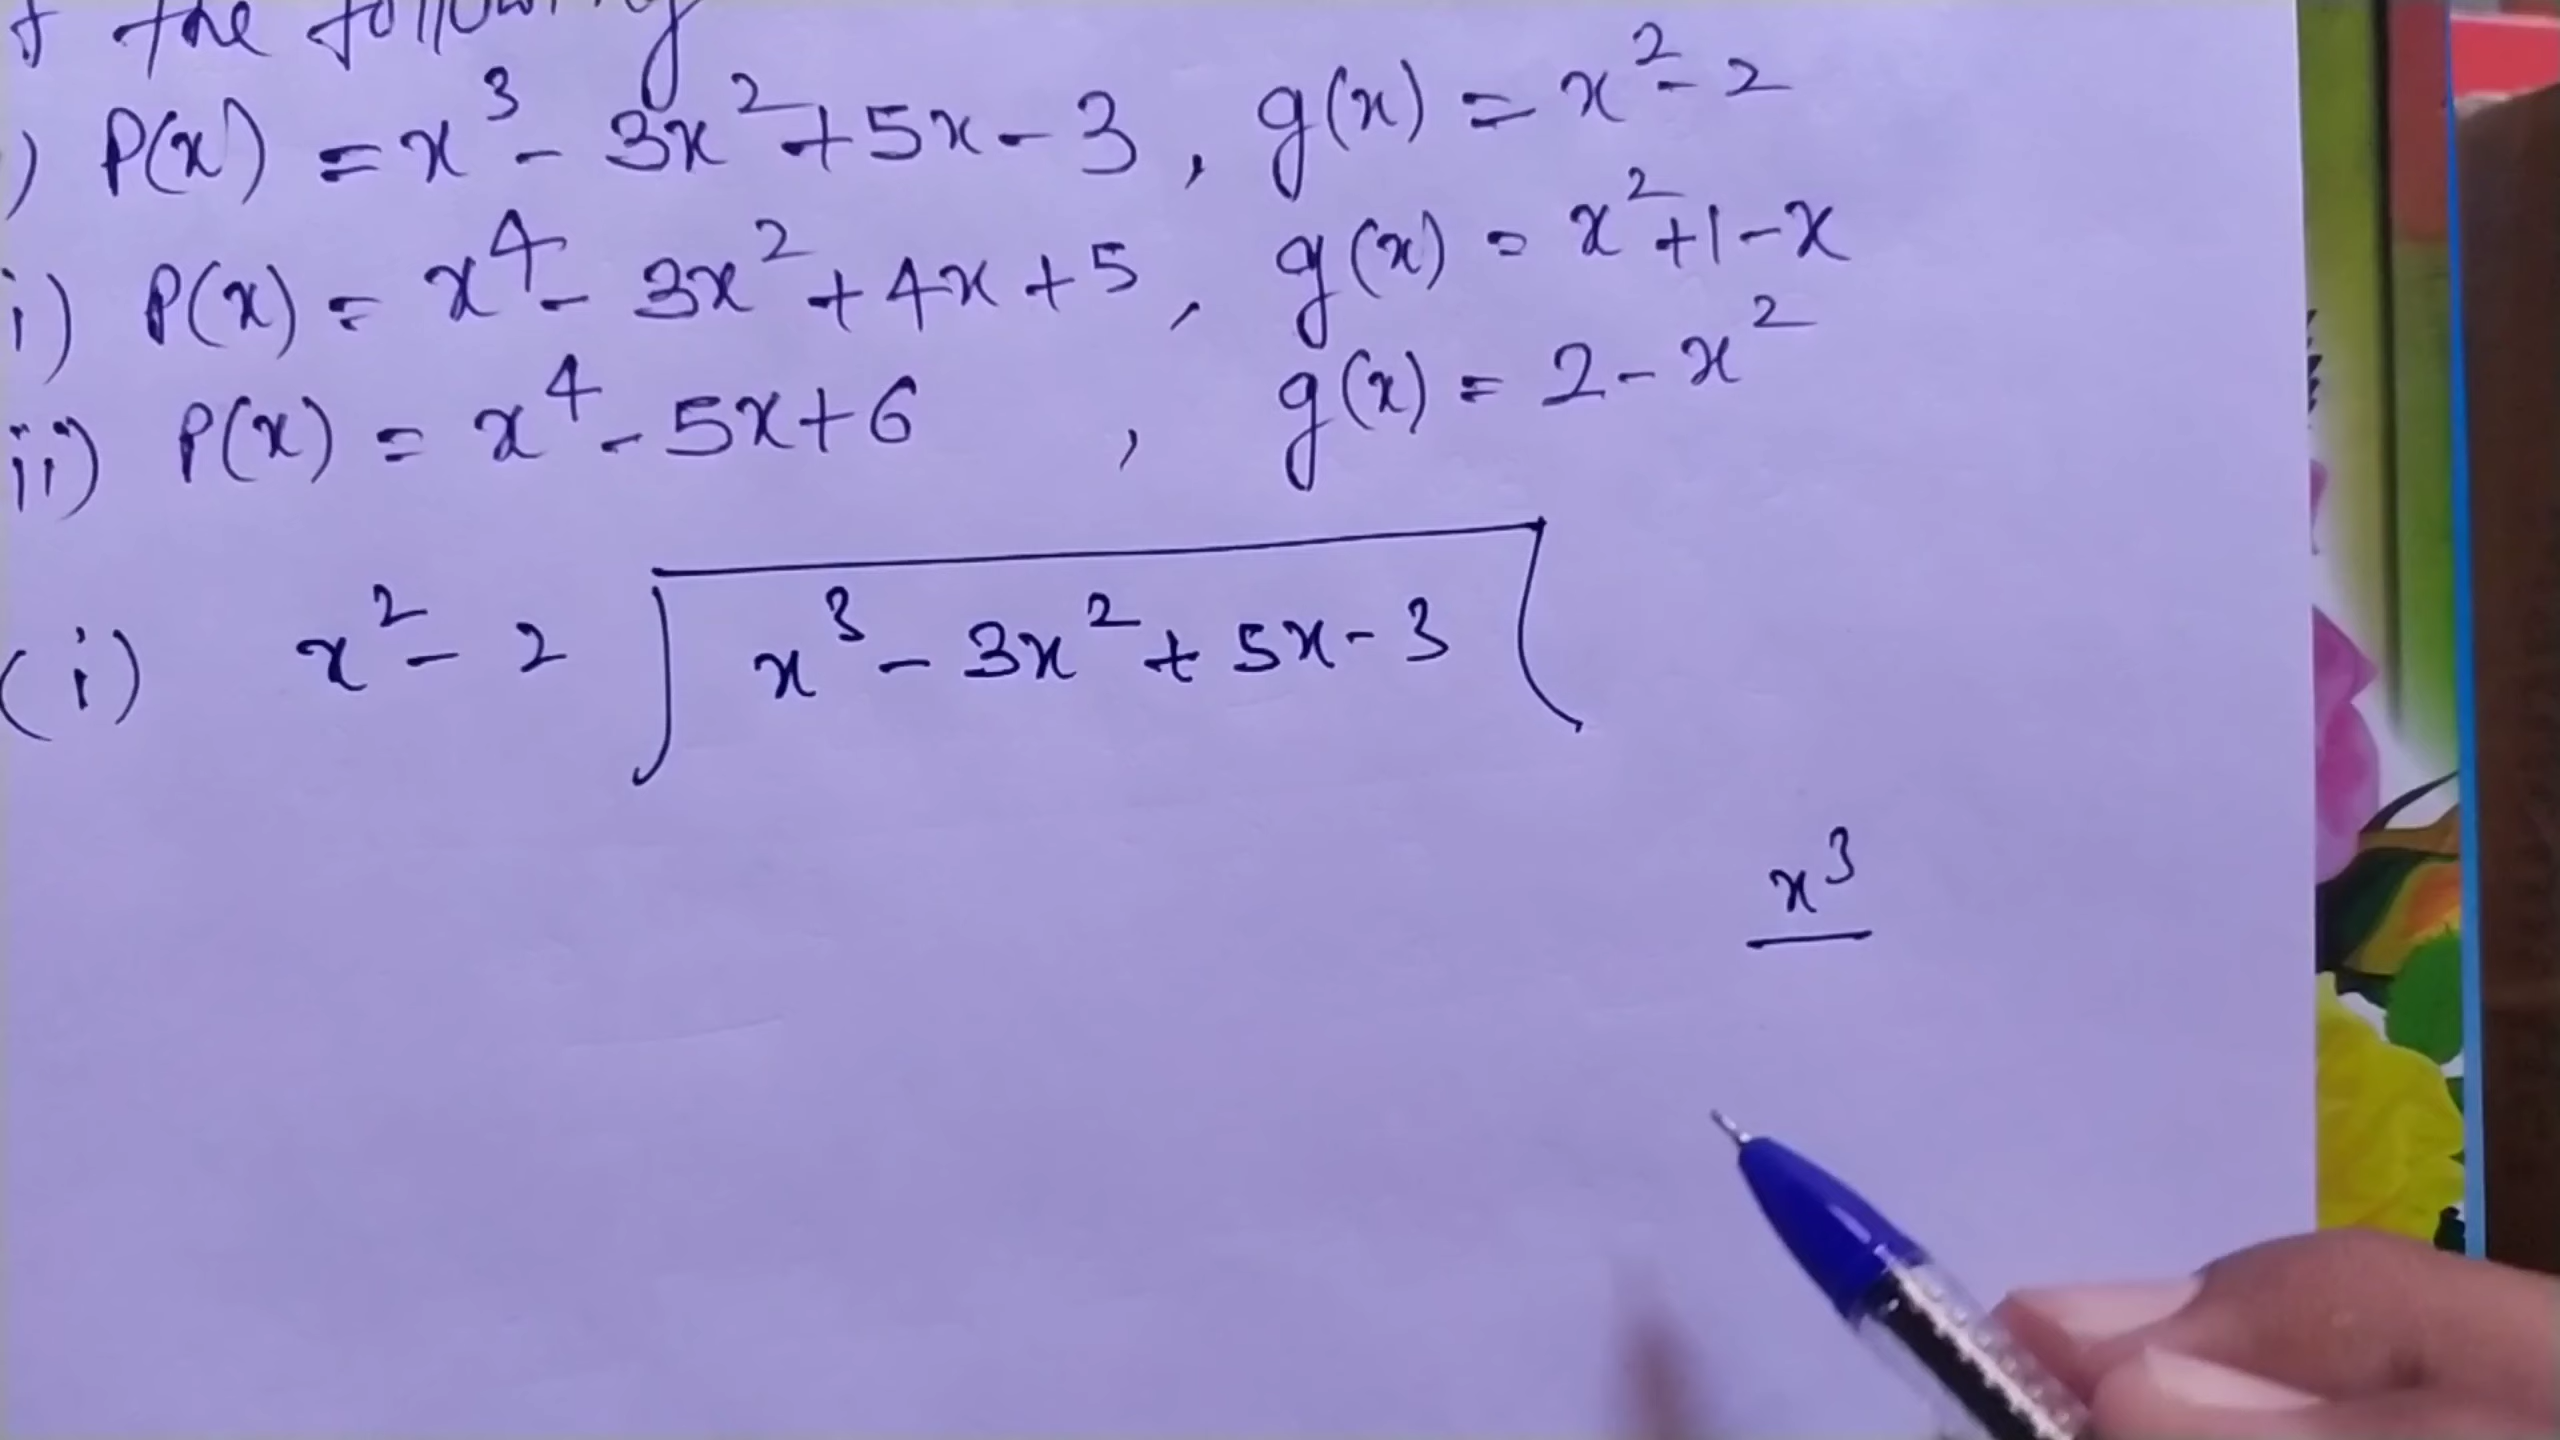 the following
) P(x) = x³ - 3x² + 5x - 3, g(x) = x² - 2
i) P(x) = x⁴ - 3x² + 4x + 5, g(x) = x² + 1 - x
ii) P(x) = x⁴ - 5x + 6 , g(x) = 2 - x²
(i) x² - 2 ) x³ - 3x² + 5x - 3 (
x³